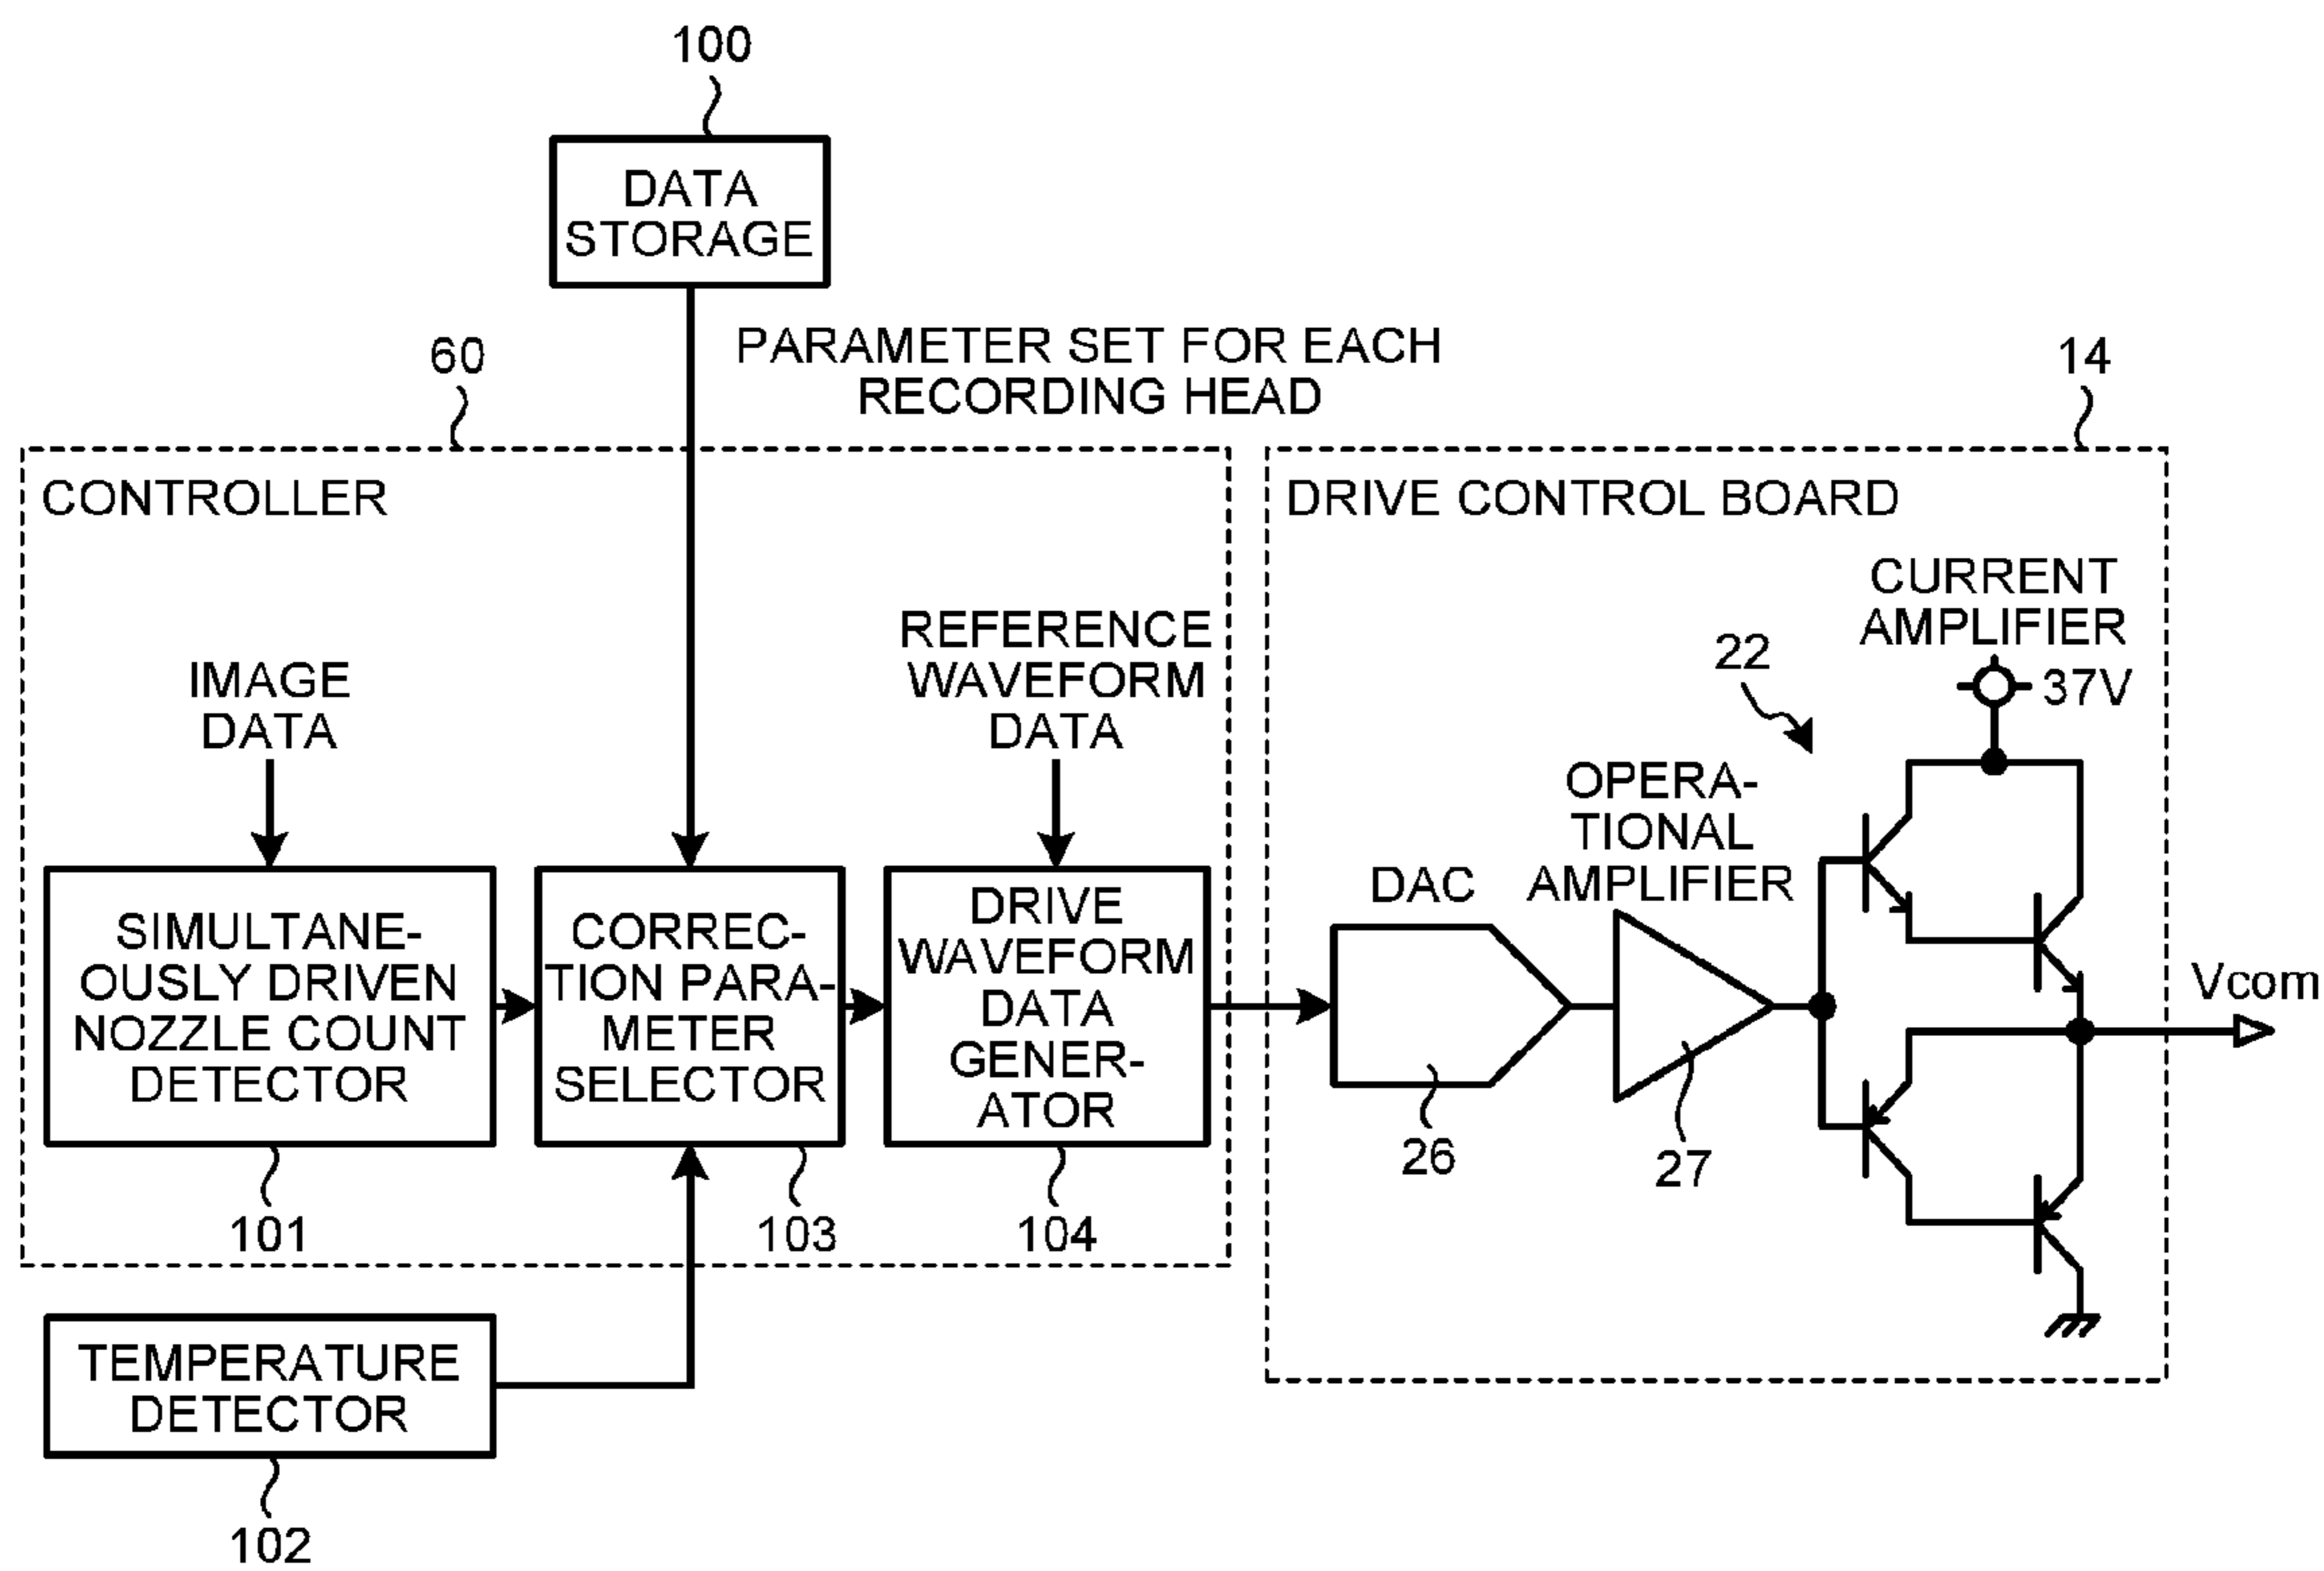 100
DATA
STORAGE
PARAMETER SET FOR EACH
RECORDING HEAD
60
14
CONTROLLER
DRIVE CONTROL BOARD
IMAGE
DATA
REFERENCE
WAVEFORM
DATA
CURRENT
AMPLIFIER
22
37V
OPERA-
TIONAL
AMPLIFIER
DAC
SIMULTANE-
OUSLY DRIVEN
NOZZLE COUNT
DETECTOR
CORREC-
TION PARA-
METER
SELECTOR
DRIVE
WAVEFORM
DATA
GENER-
ATOR
Vcom
26
27
101
103
104
TEMPERATURE
DETECTOR
102